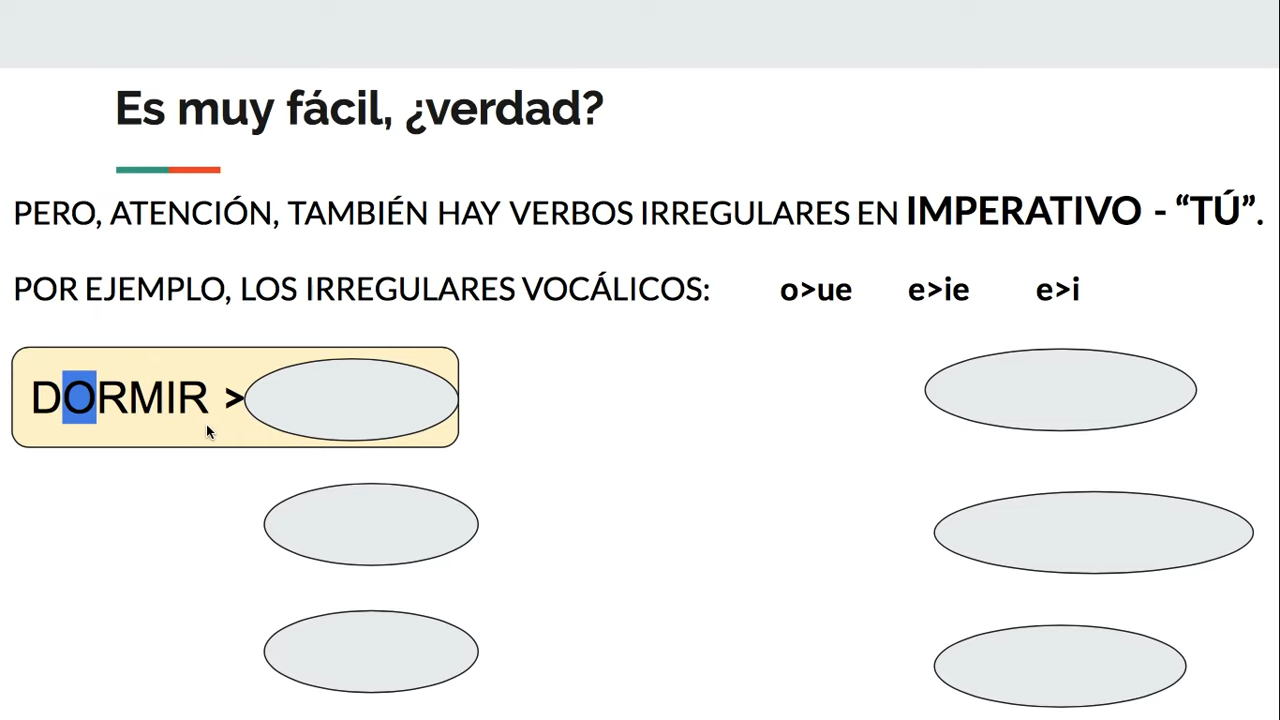 Es muy fácil, ¿verdad?
PERO, ATENCIÓN, TAMBIÉN HAY VERBOS IRREGULARES EN IMPERATIVO - “TÚ”.
POR EJEMPLO, LOS IRREGULARES VOCÁLICOS: o>ue e>ie e>i
DORMIR >